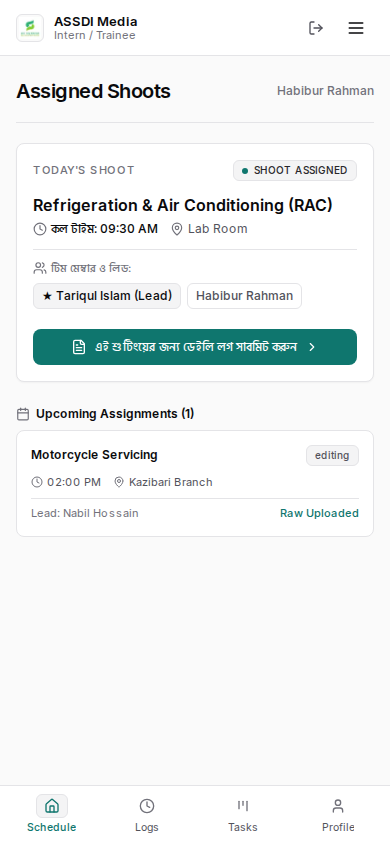 ASSDI Media
Intern / Trainee
Assigned Shoots
Habibur Rahman
TODAY'S SHOOT
SHOOT ASSIGNED
Refrigeration & Air Conditioning (RAC)
কল টাইম: 09:30 AM Lab Room
টিম মেম্বার ও লিড:
★ Tariqul Islam (Lead) Habibur Rahman
এই শুটিংয়ের জন্য ডেইলি লগ সাবমিট করুন
Upcoming Assignments (1)
Motorcycle Servicing
editing
02:00 PM Kazibari Branch
Lead: Nabil Hossain
Raw Uploaded
Schedule Logs Tasks Profile